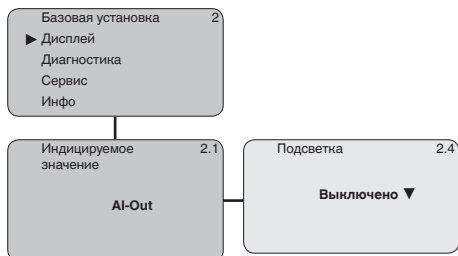 Базовая установка 2
▶ Дисплей
Диагностика
Сервис
Инфо
Индицируемое 2.1
значение
AI-Out
Подсветка 2.4
Выключено ▼